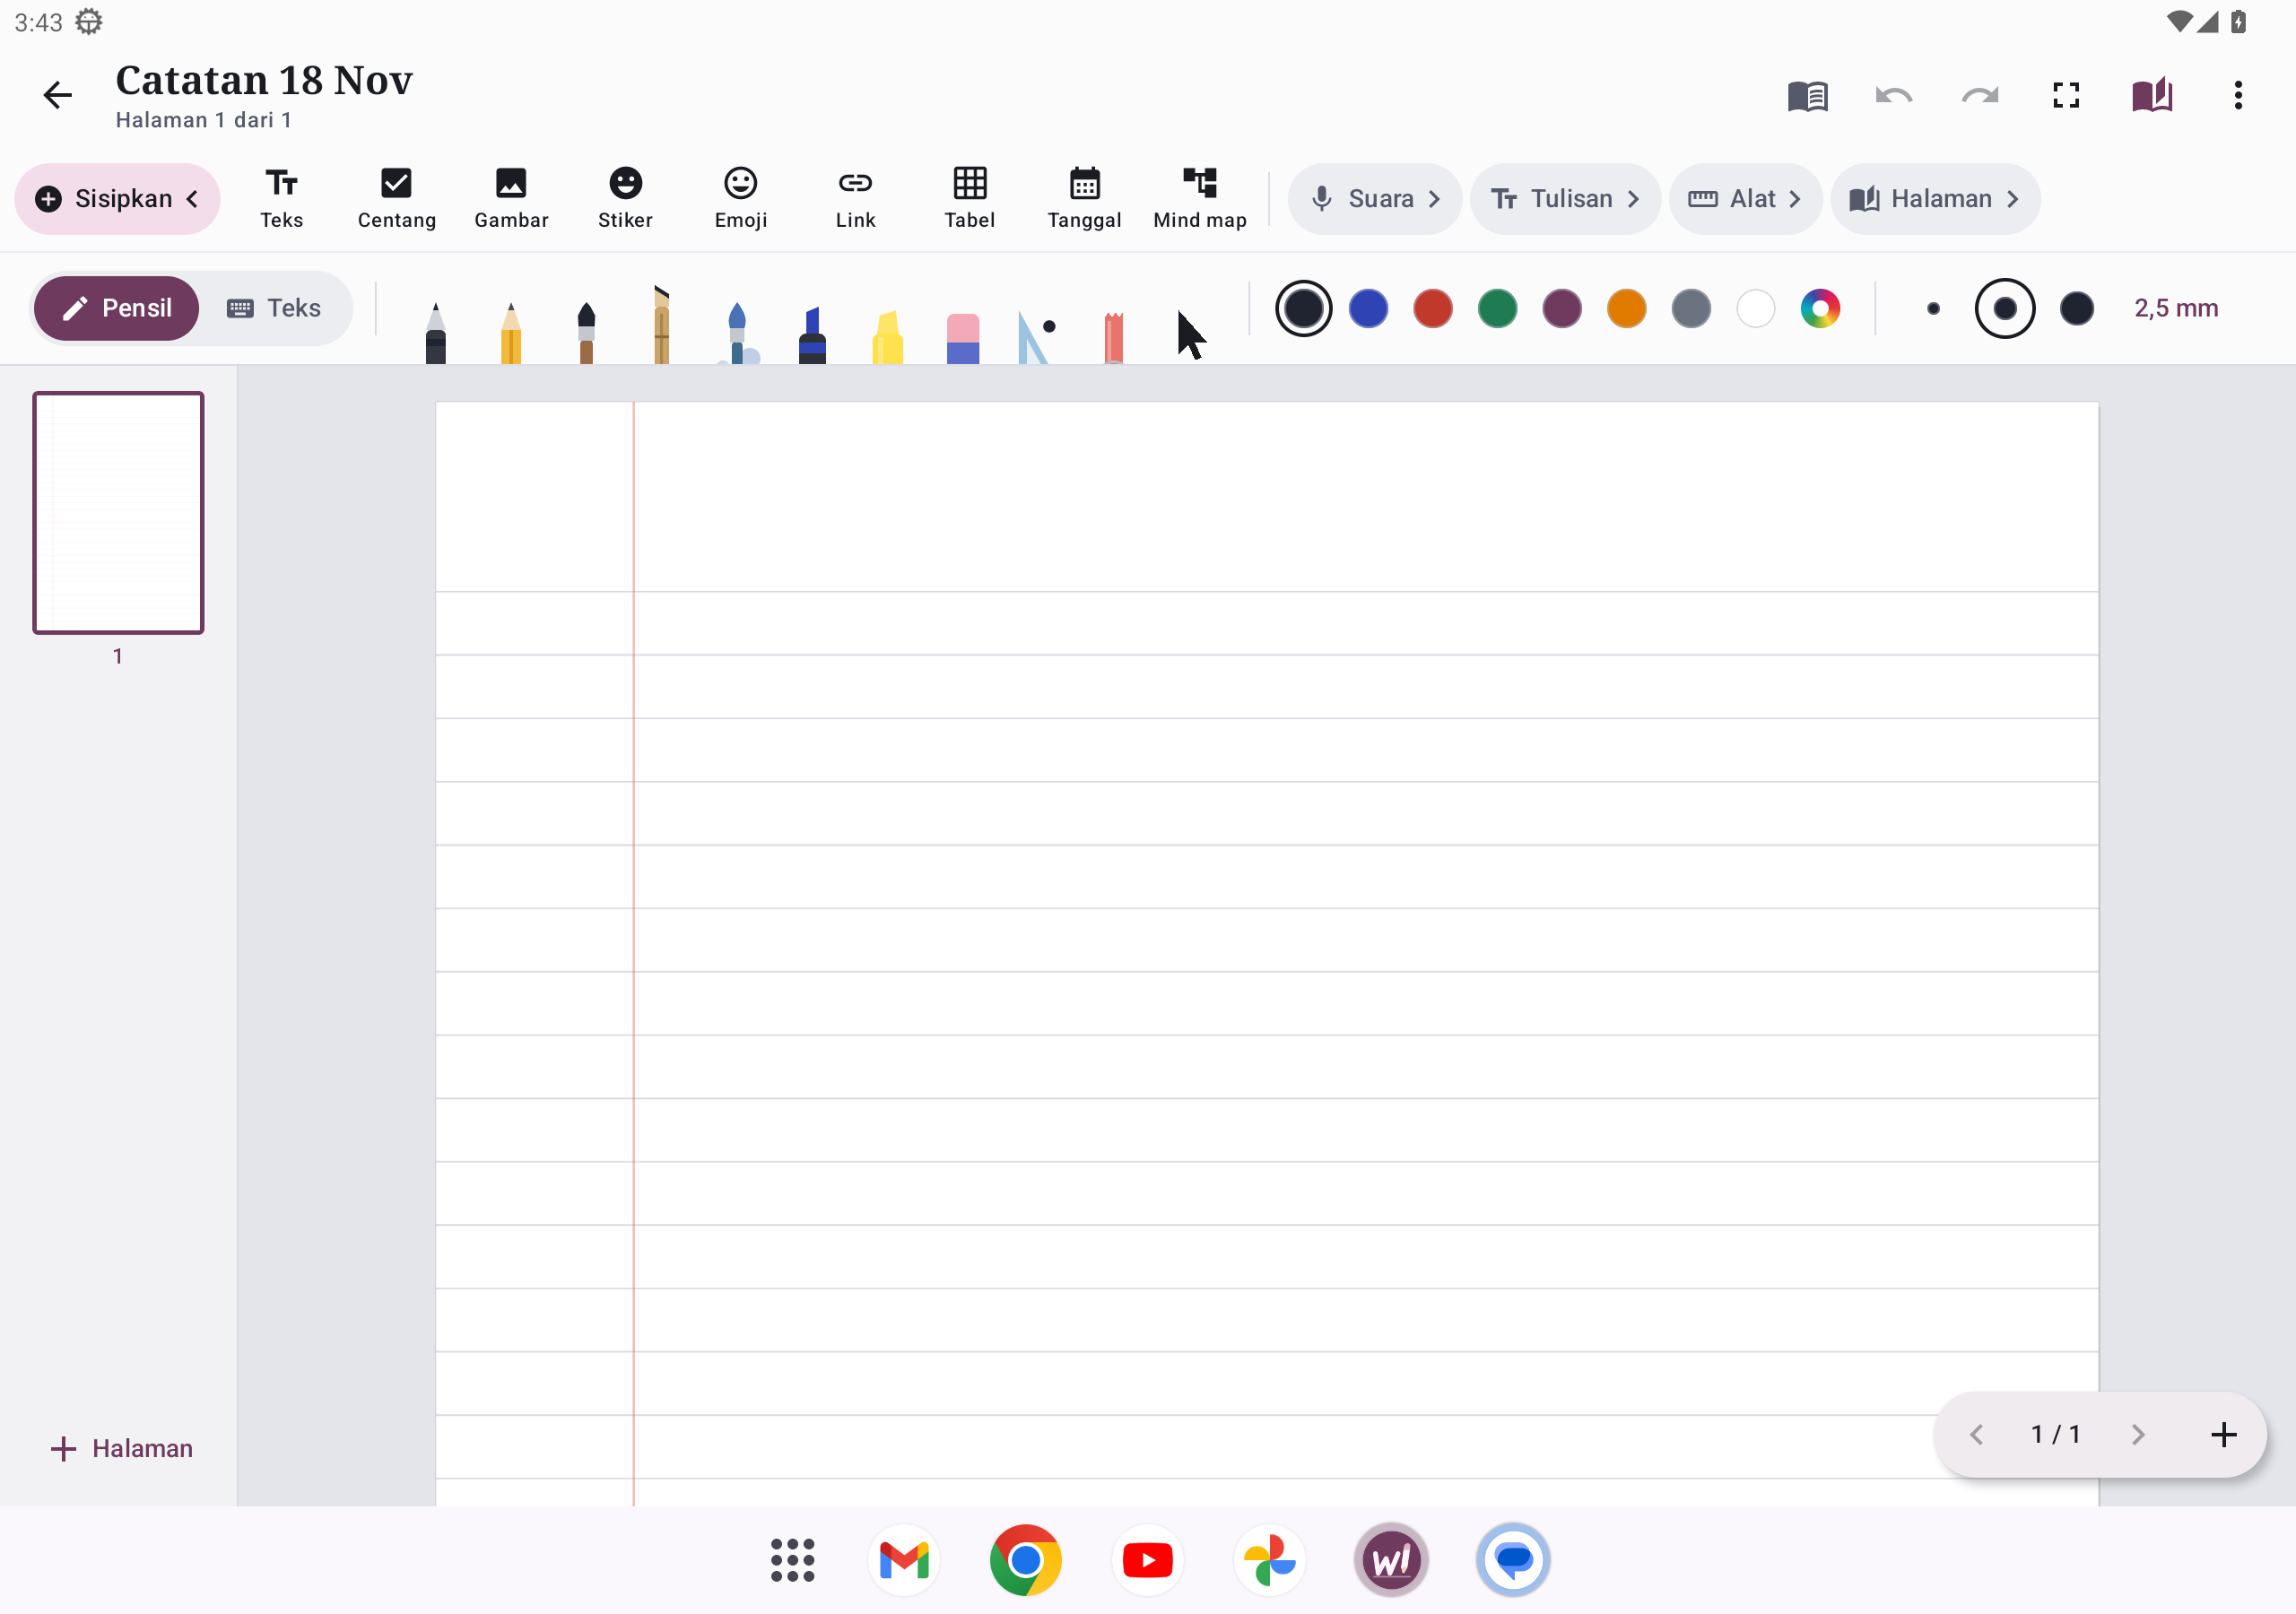 3:43
Catatan 18 Nov
Halaman 1 dari 1
Sisipkan
Teks
Centang
Gambar
Stiker
Emoji
Link
Tabel
Tanggal
Mind map
Suara
Tulisan
Alat
Halaman
Pensil
Teks
2,5 mm
1
Halaman
1 / 1